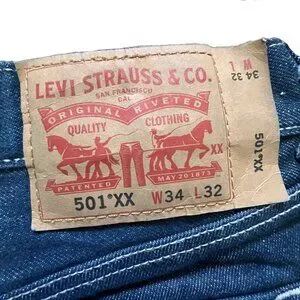 LEVI STRAUSS & CO.
SAN FRANCISCO
CAL
ORIGINAL RIVETED
QUALITY CLOTHING
XX
PATENTED MAY 20 1873
501*XX W34 L32
W L
34 32
501*XX